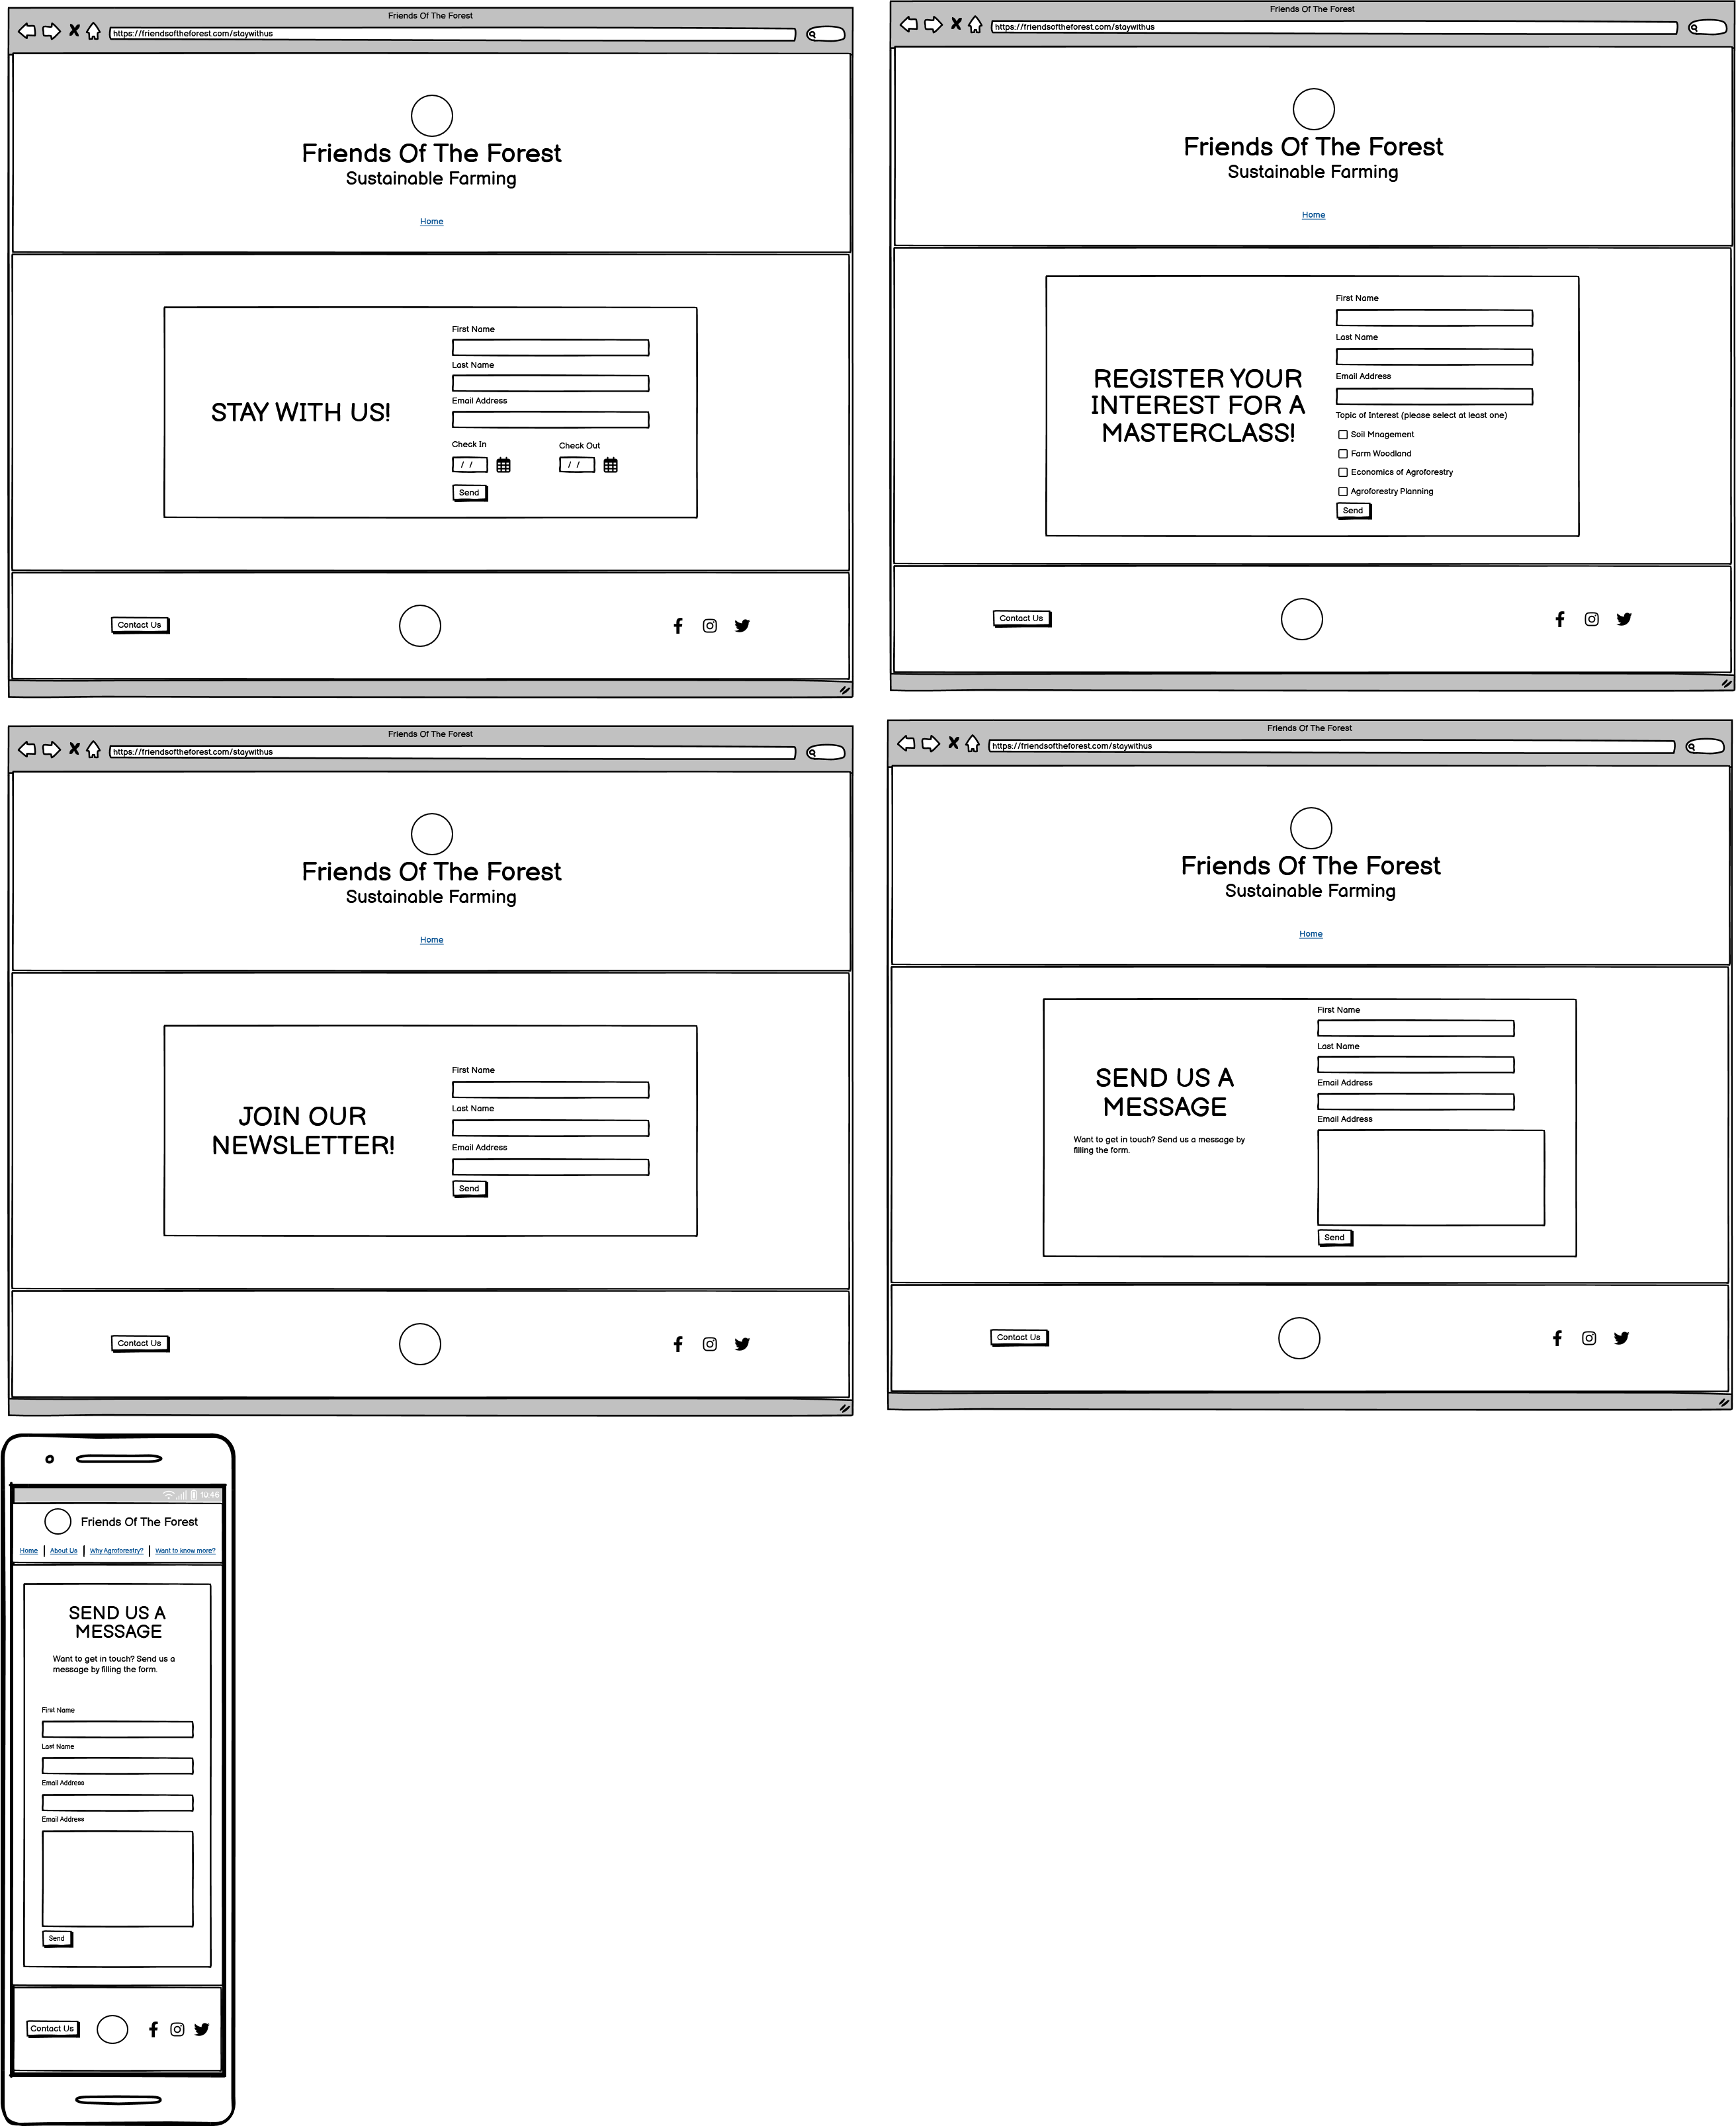 Friends Of The Forest
https://friendsoftheforest.com/staywithus
Friends Of The Forest
Sustainable Farming
Home
STAY WITH US!
First Name
Last Name
Email Address
Check In
Check Out
/ /
/ /
Send
Contact Us
Friends Of The Forest
https://friendsoftheforest.com/staywithus
Friends Of The Forest
Sustainable Farming
Home
REGISTER YOUR
INTEREST FOR A
MASTERCLASS!
First Name
Last Name
Email Address
Topic of Interest (please select at least one)
Soil Mnagement
Farm Woodland
Economics of Agroforestry
Agroforestry Planning
Send
Contact Us
Friends Of The Forest
https://friendsoftheforest.com/staywithus
Friends Of The Forest
Sustainable Farming
Home
JOIN OUR
NEWSLETTER!
First Name
Last Name
Email Address
Send
Contact Us
Friends Of The Forest
https://friendsoftheforest.com/staywithus
Friends Of The Forest
Sustainable Farming
Home
SEND US A
MESSAGE
Want to get in touch? Send us a message by
filling the form.
First Name
Last Name
Email Address
Email Address
Send
Contact Us
10:46
Friends Of The Forest
Home | About Us | Why Agroforestry? | Want to know more?
SEND US A
MESSAGE
Want to get in touch? Send us a
message by filling the form.
First Name
Last Name
Email Address
Email Address
Send
Contact Us